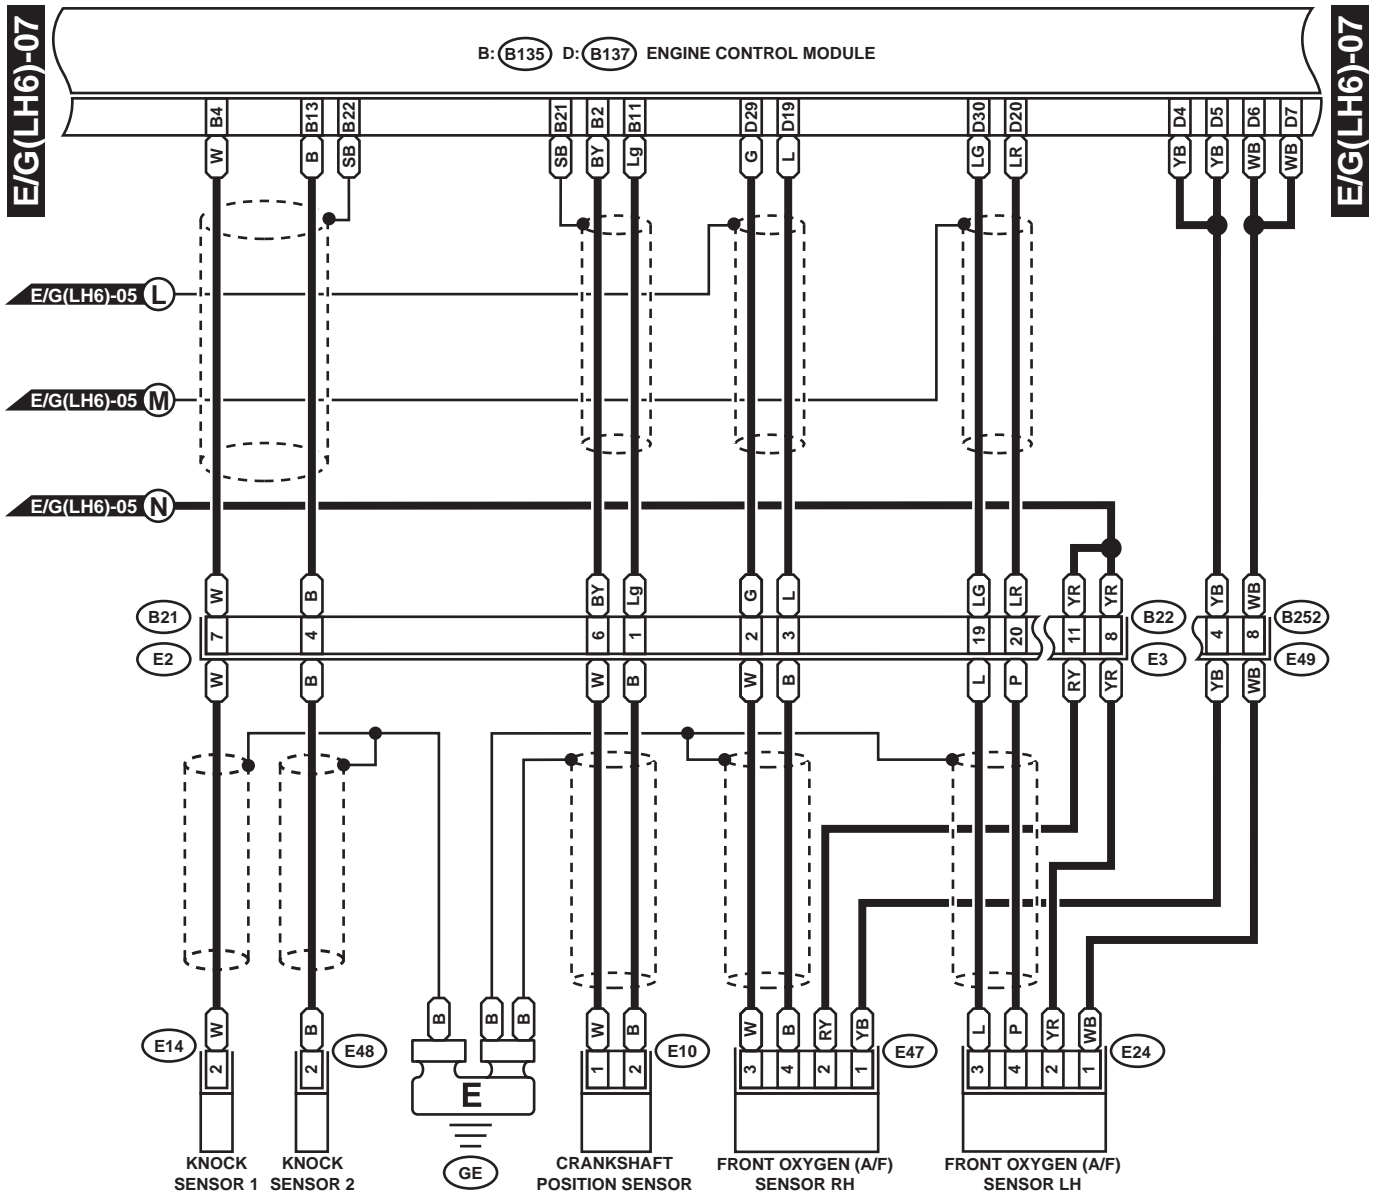 E/G(LH6)-07
E/G(LH6)-07
B: B135 D: B137 ENGINE CONTROL MODULE
B4 B13 B22 B21 B2 B11 D29 D19 D30 D20 D4 D5 D6 D7
W B SB SB BY Lg G L LG LR YB YB WB WB
E/G(LH6)-05 L
E/G(LH6)-05 M
E/G(LH6)-05 N
W B BY Lg G L LG LR YR YR YB WB
B21 7 4 6 1 2 3 19 20 11 8 B22 4 8 B252
E2 E3 E49
W B W B W B L P RY YR YB WB
B B B
W B W B W B RY YB L P YR WB
E14 E48 E10 E47 E24
2 2 1 2 3 4 2 1 3 4 2 1
E
GE
KNOCK
SENSOR 1
KNOCK
SENSOR 2
CRANKSHAFT
POSITION SENSOR
FRONT OXYGEN (A/F)
SENSOR RH
FRONT OXYGEN (A/F)
SENSOR LH